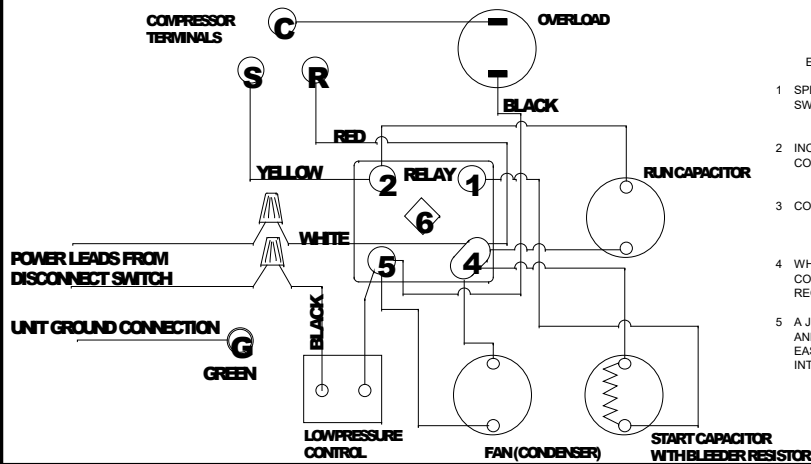 COMPRESSOR
TERMINALS
C
OVERLOAD
S
R
BLACK
RED
YELLOW
2
RELAY
1
RUN CAPACITOR
6
WHITE
POWER LEADS FROM
DISCONNECT SWITCH
5
4
UNIT GROUND CONNECTION
G
GREEN
BLACK
LOW PRESSURE
CONTROL
FAN (CONDENSER)
START CAPACITOR
WITH BLEEDER RESISTOR
1
2
3
4
5 A